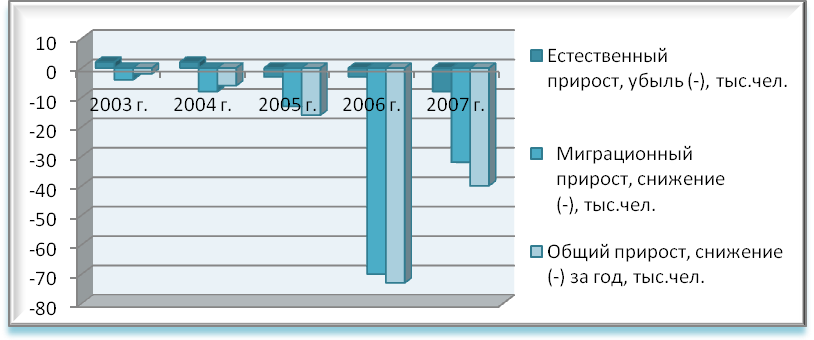 10
0
-10
-20
-30
-40
-50
-60
-70
-80
2003 г.
2004 г.
2005 г.
2006 г.
2007 г.
Естественный
прирост, убыль (-), тыс.чел.
Миграционный
прирост, снижение
(-), тыс.чел.
Общий прирост, снижение
(-) за год, тыс.чел.